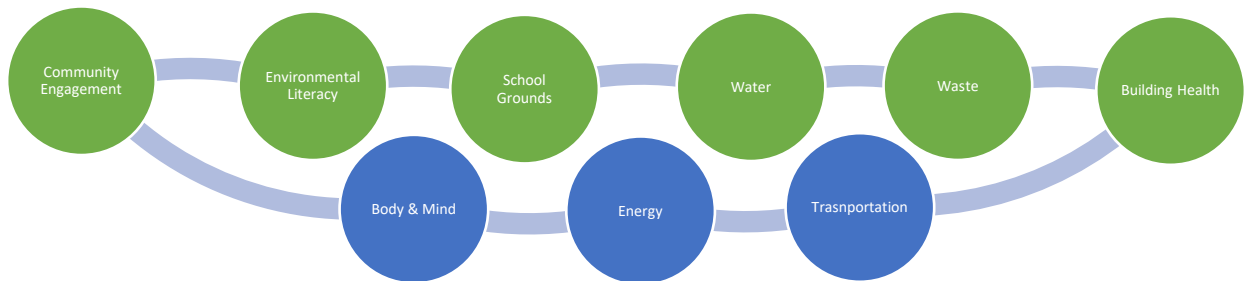 Community
Engagement
Environmental
Literacy
School
Grounds
Water
Waste
Building Health
Body & Mind
Energy
Trasnportation